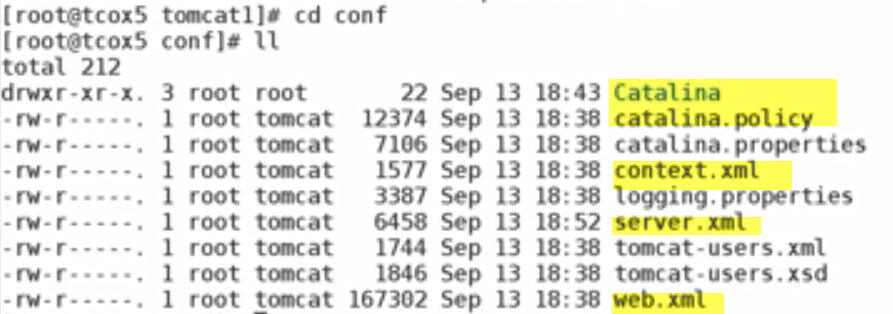 [root@tcox5 tomcat1]# cd conf
[root@tcox5 conf]# ll
total 212
drwxr-xr-x. 3 root root       22 Sep 13 18:43 Catalina
-rw-r-----. 1 root tomcat  12374 Sep 13 18:38 catalina.policy
-rw-r-----. 1 root tomcat   7106 Sep 13 18:38 catalina.properties
-rw-r-----. 1 root tomcat   1577 Sep 13 18:38 context.xml
-rw-r-----. 1 root tomcat   3387 Sep 13 18:38 logging.properties
-rw-r-----. 1 root tomcat   6458 Sep 13 18:52 server.xml
-rw-r-----. 1 root tomcat   1744 Sep 13 18:38 tomcat-users.xml
-rw-r-----. 1 root tomcat   1846 Sep 13 18:38 tomcat-users.xsd
-rw-r-----. 1 root tomcat 167302 Sep 13 18:38 web.xml